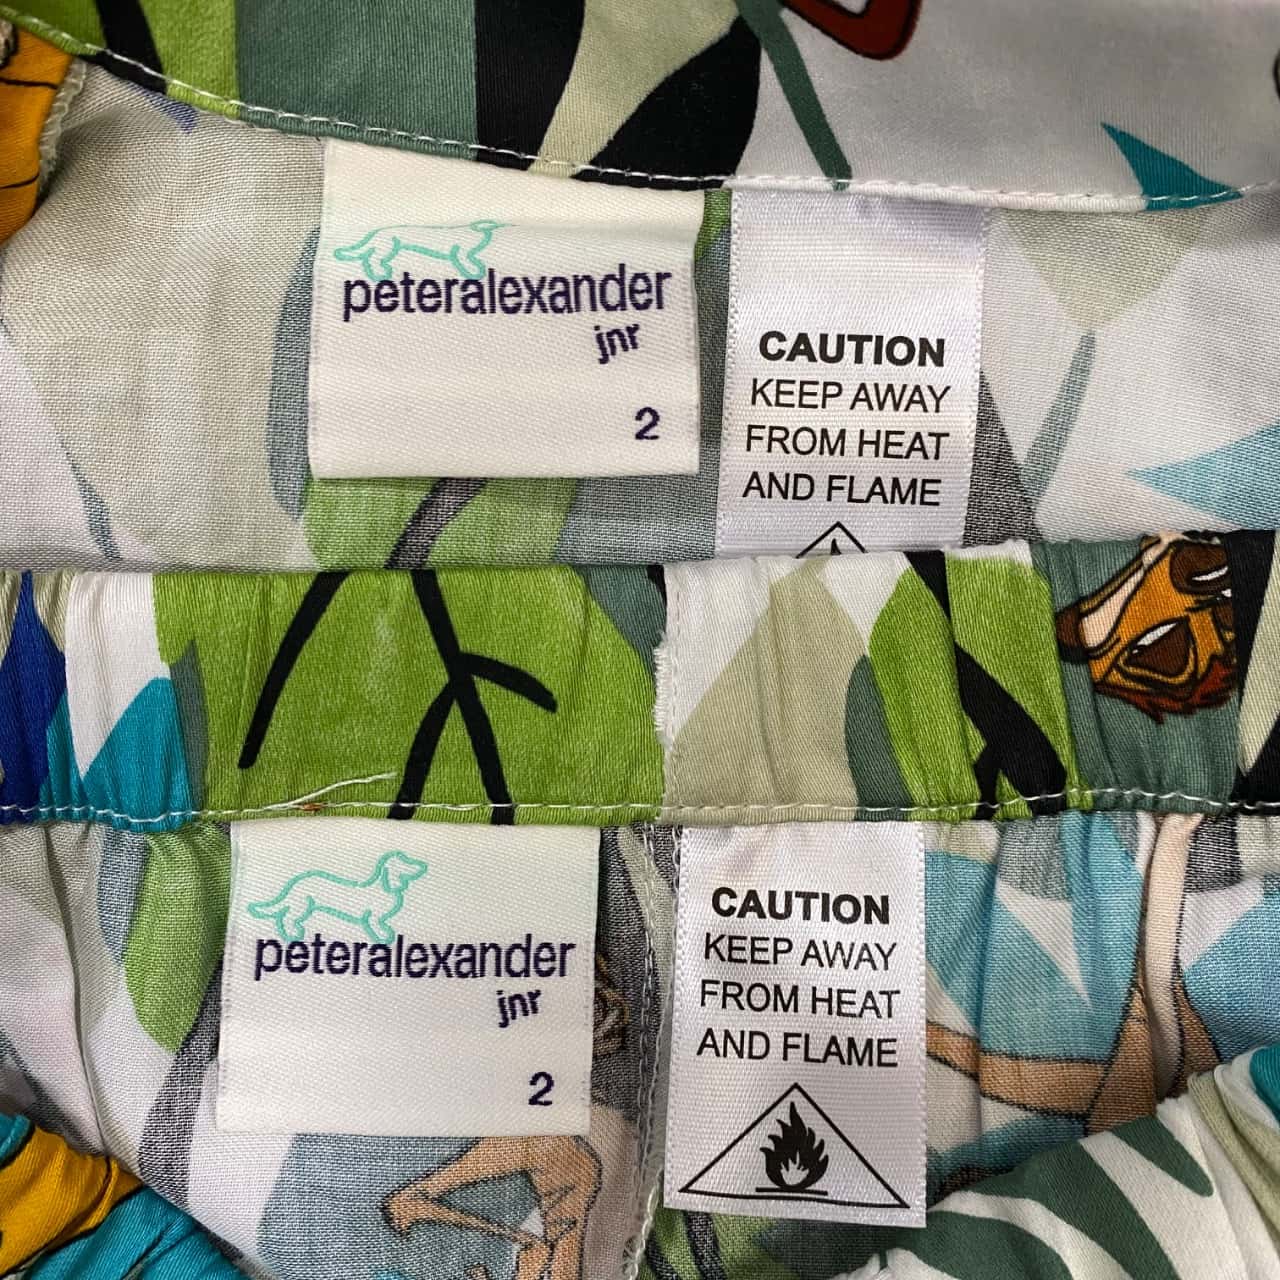 peteralexander
jnr
2
CAUTION
KEEP AWAY
FROM HEAT
AND FLAME
peteralexander
jnr
2
CAUTION
KEEP AWAY
FROM HEAT
AND FLAME